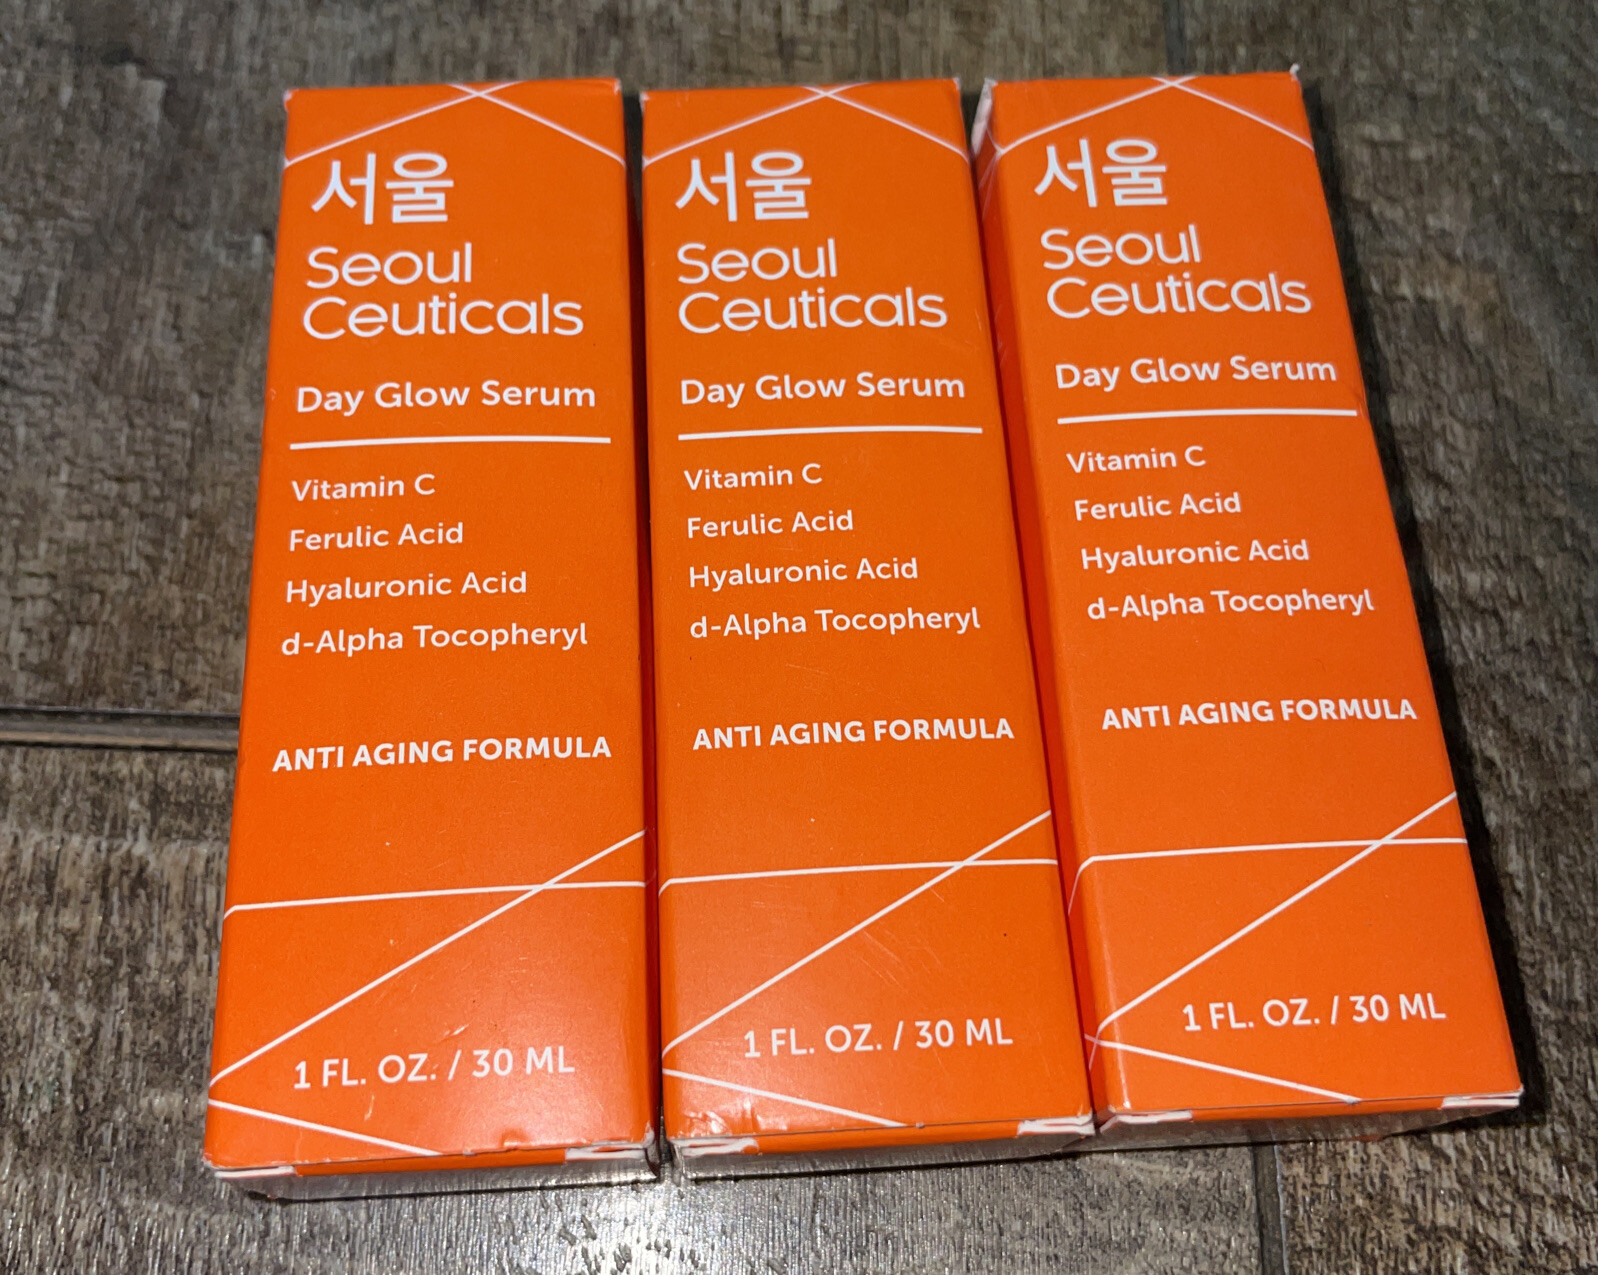 서울
Seoul
Ceuticals
Day Glow Serum
Vitamin C
Ferulic Acid
Hyaluronic Acid
d-Alpha Tocopheryl
ANTI AGING FORMULA
1 FL. OZ. / 30 ML
서울
Seoul
Ceuticals
Day Glow Serum
Vitamin C
Ferulic Acid
Hyaluronic Acid
d-Alpha Tocopheryl
ANTI AGING FORMULA
1 FL. OZ. / 30 ML
서울
Seoul
Ceuticals
Day Glow Serum
Vitamin C
Ferulic Acid
Hyaluronic Acid
d-Alpha Tocopheryl
ANTI AGING FORMULA
1 FL. OZ. / 30 ML